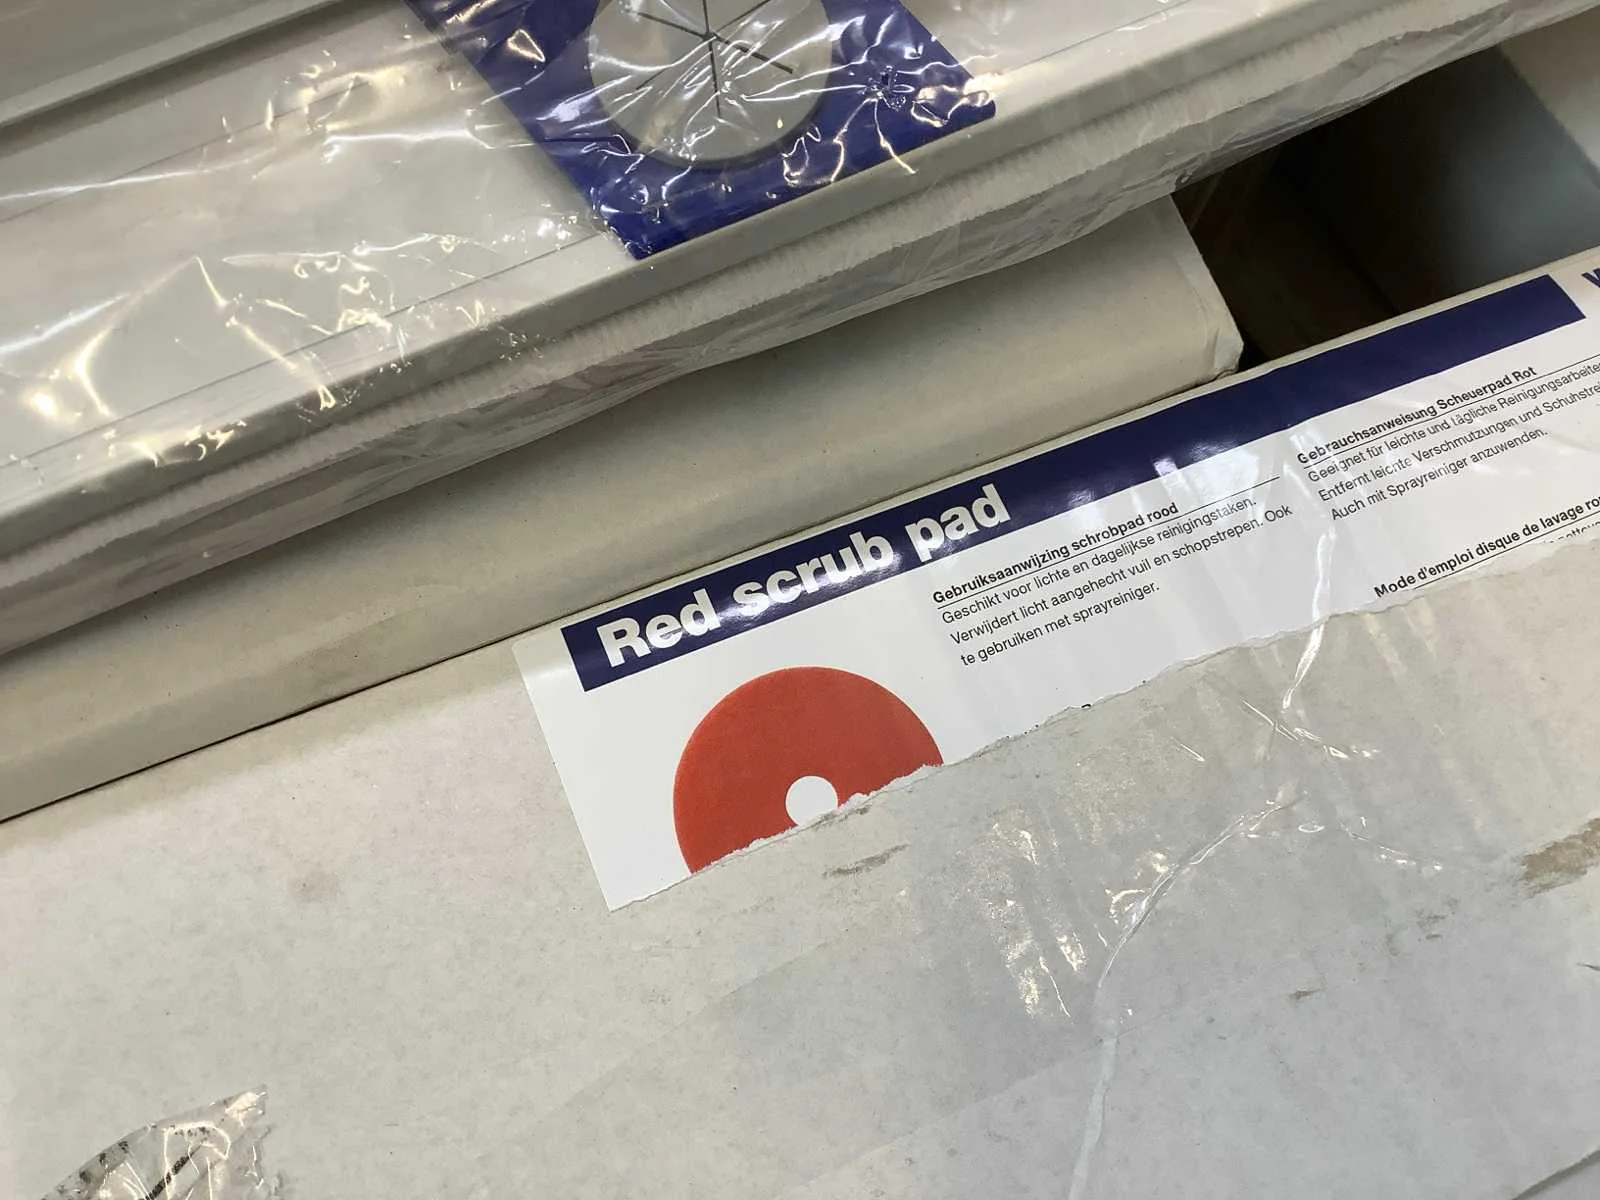 Red scrub pad
Gebruiksaanwijzing schrobpad rood
Geschikt voor lichte en dagelijkse reinigingstaken.
Verwijdert licht aangehecht vuil en schopstrepen. Ook
te gebruiken met sprayreiniger.
Gebrauchsanweisung Scheuerpad Rot
Geeignet für leichte und tägliche Reinigungsarbeite
Entfernt leichte Verschmutzungen und Schuhstrei
Auch mit Sprayreiniger anzuwenden.
Mode d'emploi disque de lavage ro